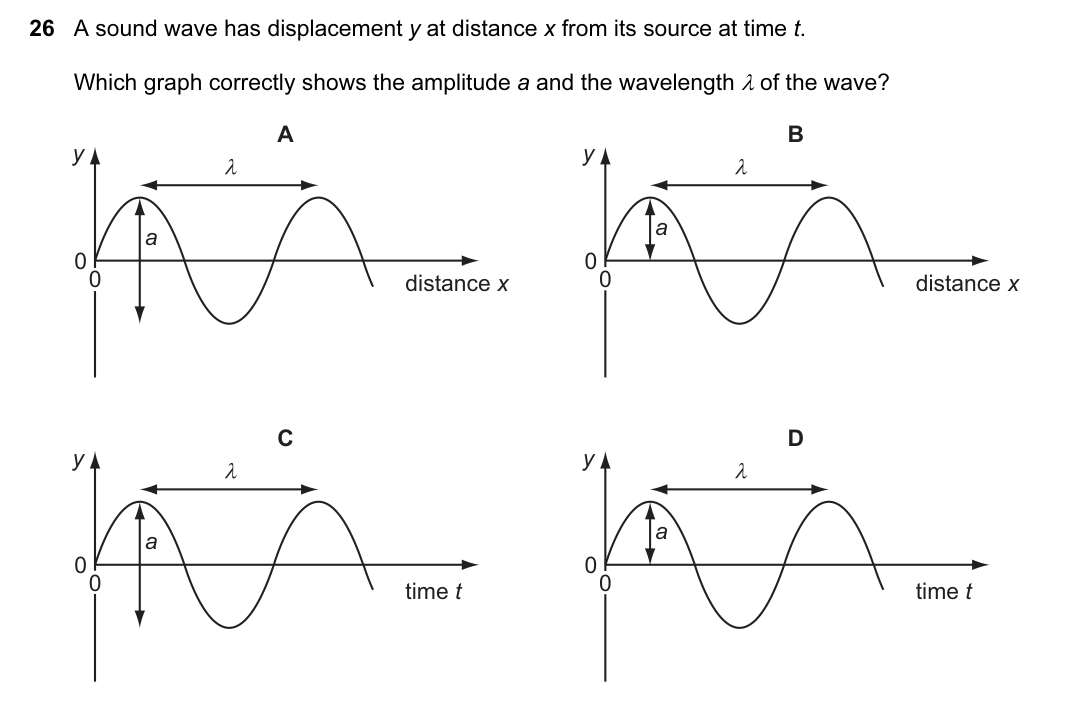 26 A sound wave has displacement y at distance x from its source at time t.
Which graph correctly shows the amplitude a and the wavelength λ of the wave?
A
y
λ
a
0
0
distance x
B
y
λ
a
0
0
distance x
C
y
λ
a
0
0
time t
D
y
λ
a
0
0
time t